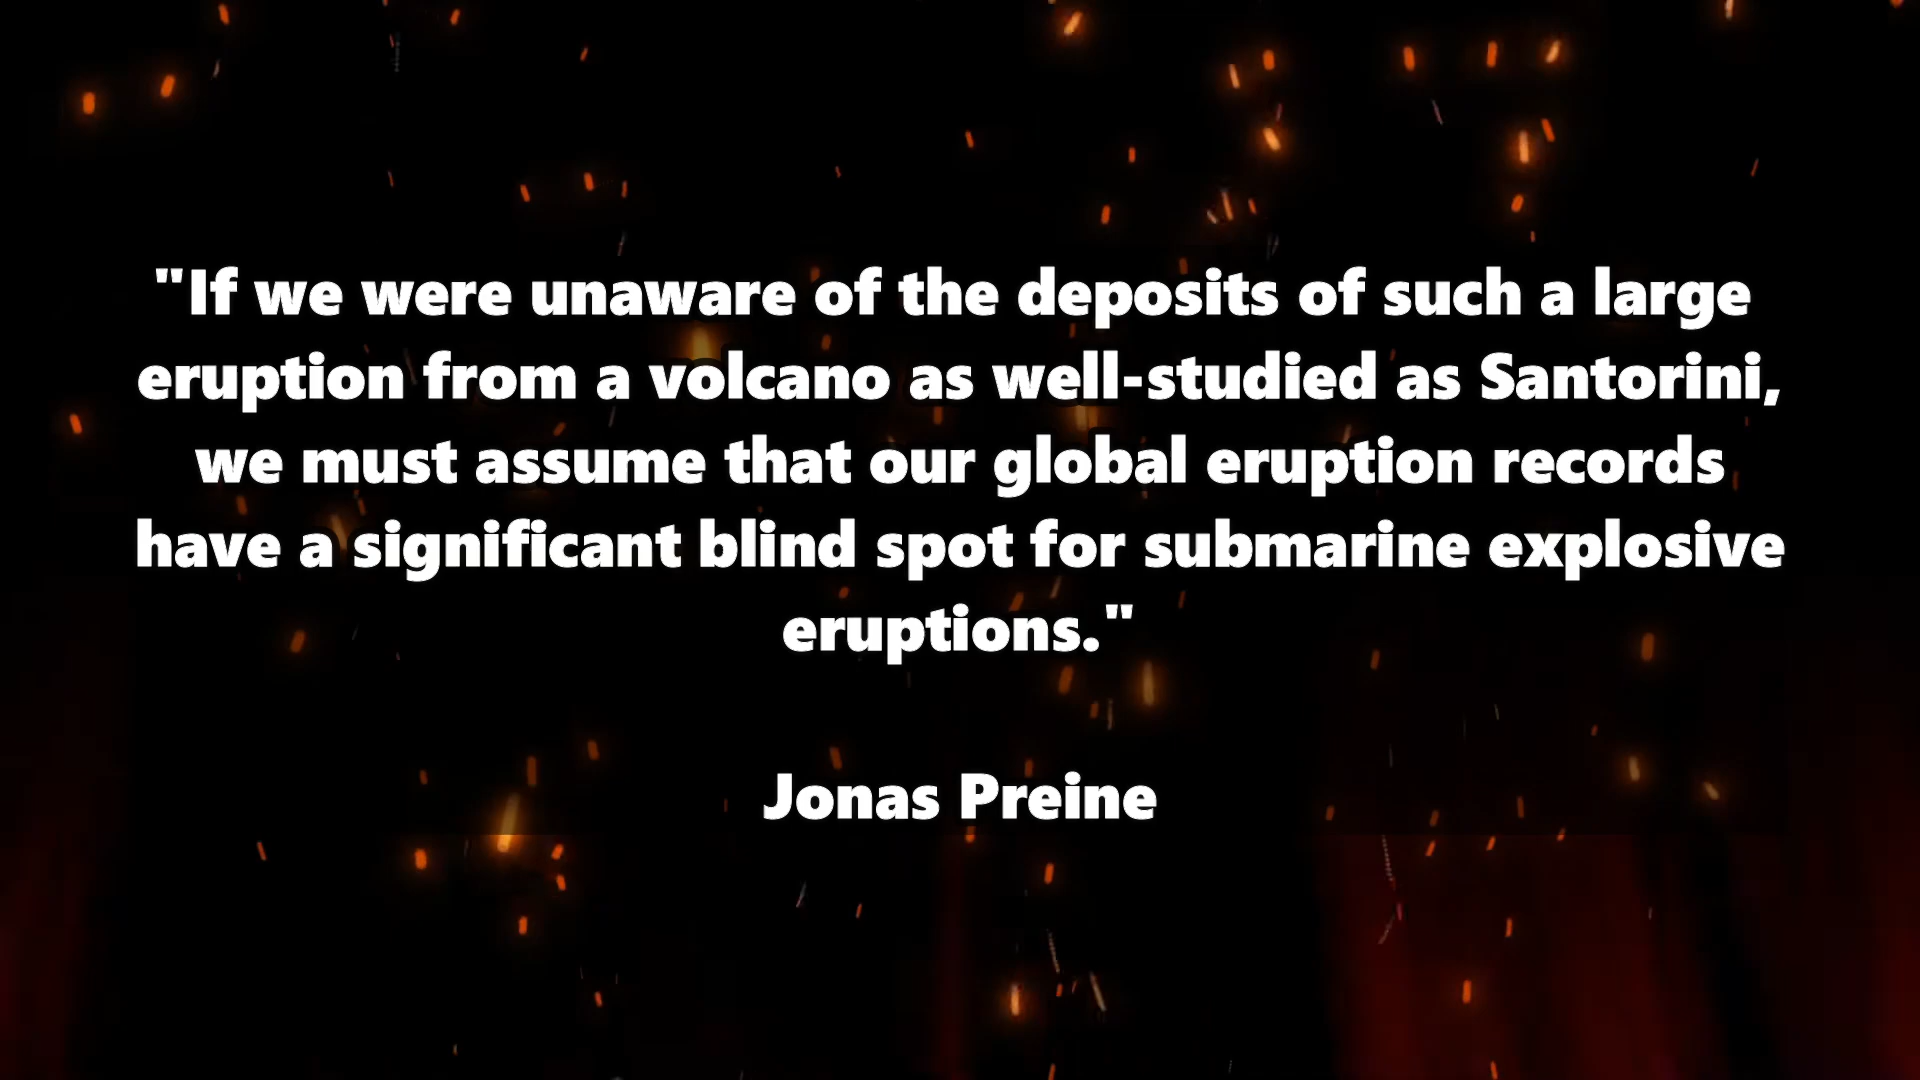 "If we were unaware of the deposits of such a large
eruption from a volcano as well-studied as Santorini,
we must assume that our global eruption records
have a significant blind spot for submarine explosive
eruptions."
Jonas Preine